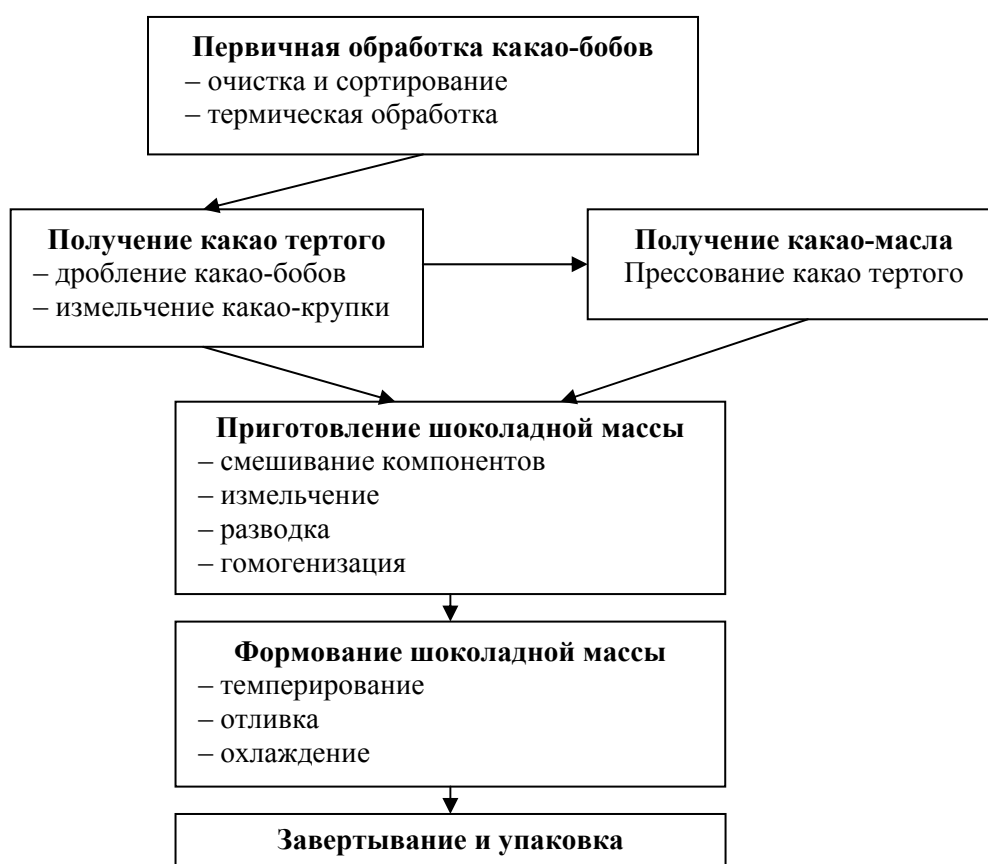 Первичная обработка какао-бобов
– очистка и сортирование
– термическая обработка
Получение какао тертого
– дробление какао-бобов
– измельчение какао-крупки
Получение какао-масла
Прессование какао тертого
Приготовление шоколадной массы
– смешивание компонентов
– измельчение
– разводка
– гомогенизация
Формование шоколадной массы
– темперирование
– отливка
– охлаждение
Завертывание и упаковка